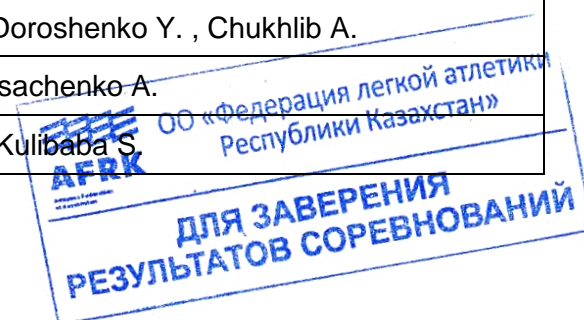 Doroshenko Y. , Chukhlib A.
sachenko A.
Kulibaba S.
ОО «Федерация легкой атлетики
Республики Казахстан»
AFRK
ДЛЯ ЗАВЕРЕНИЯ
РЕЗУЛЬТАТОВ СОРЕВНОВАНИЙ